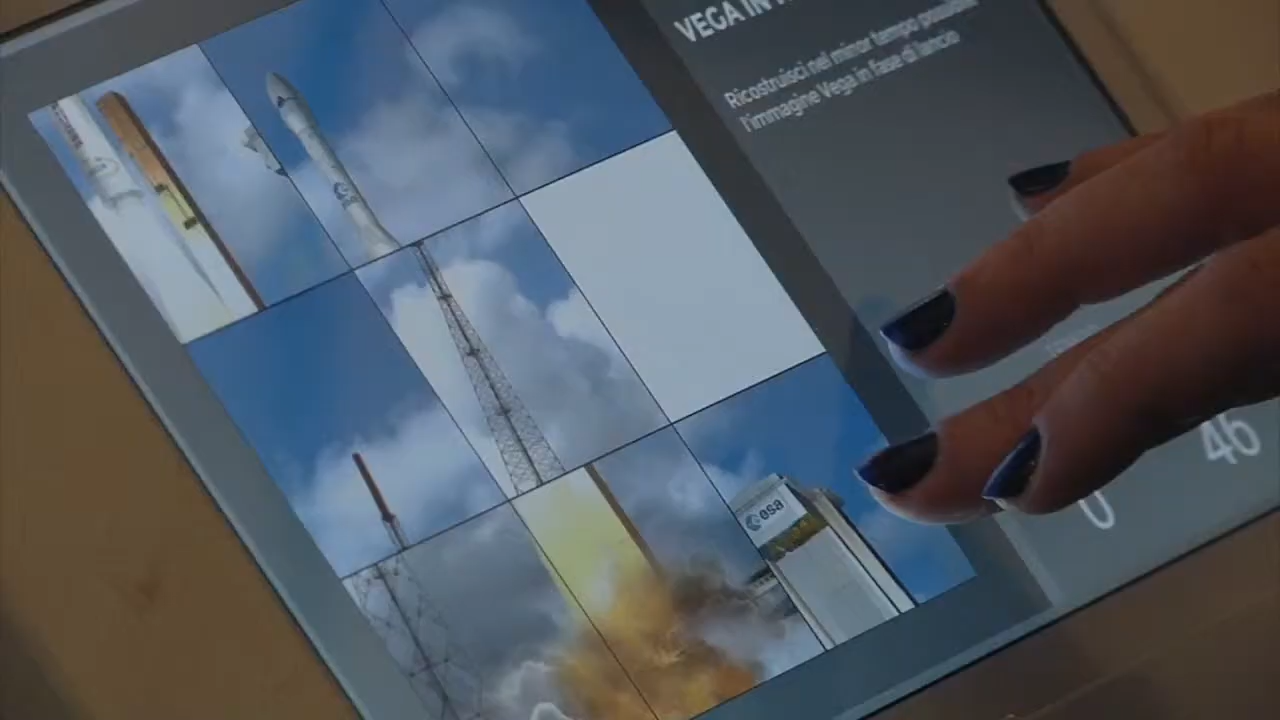 VEGA IN
Ricostruisci nel minor tempo possibile
l'immagine Vega in fase di lancio
esa
46
0